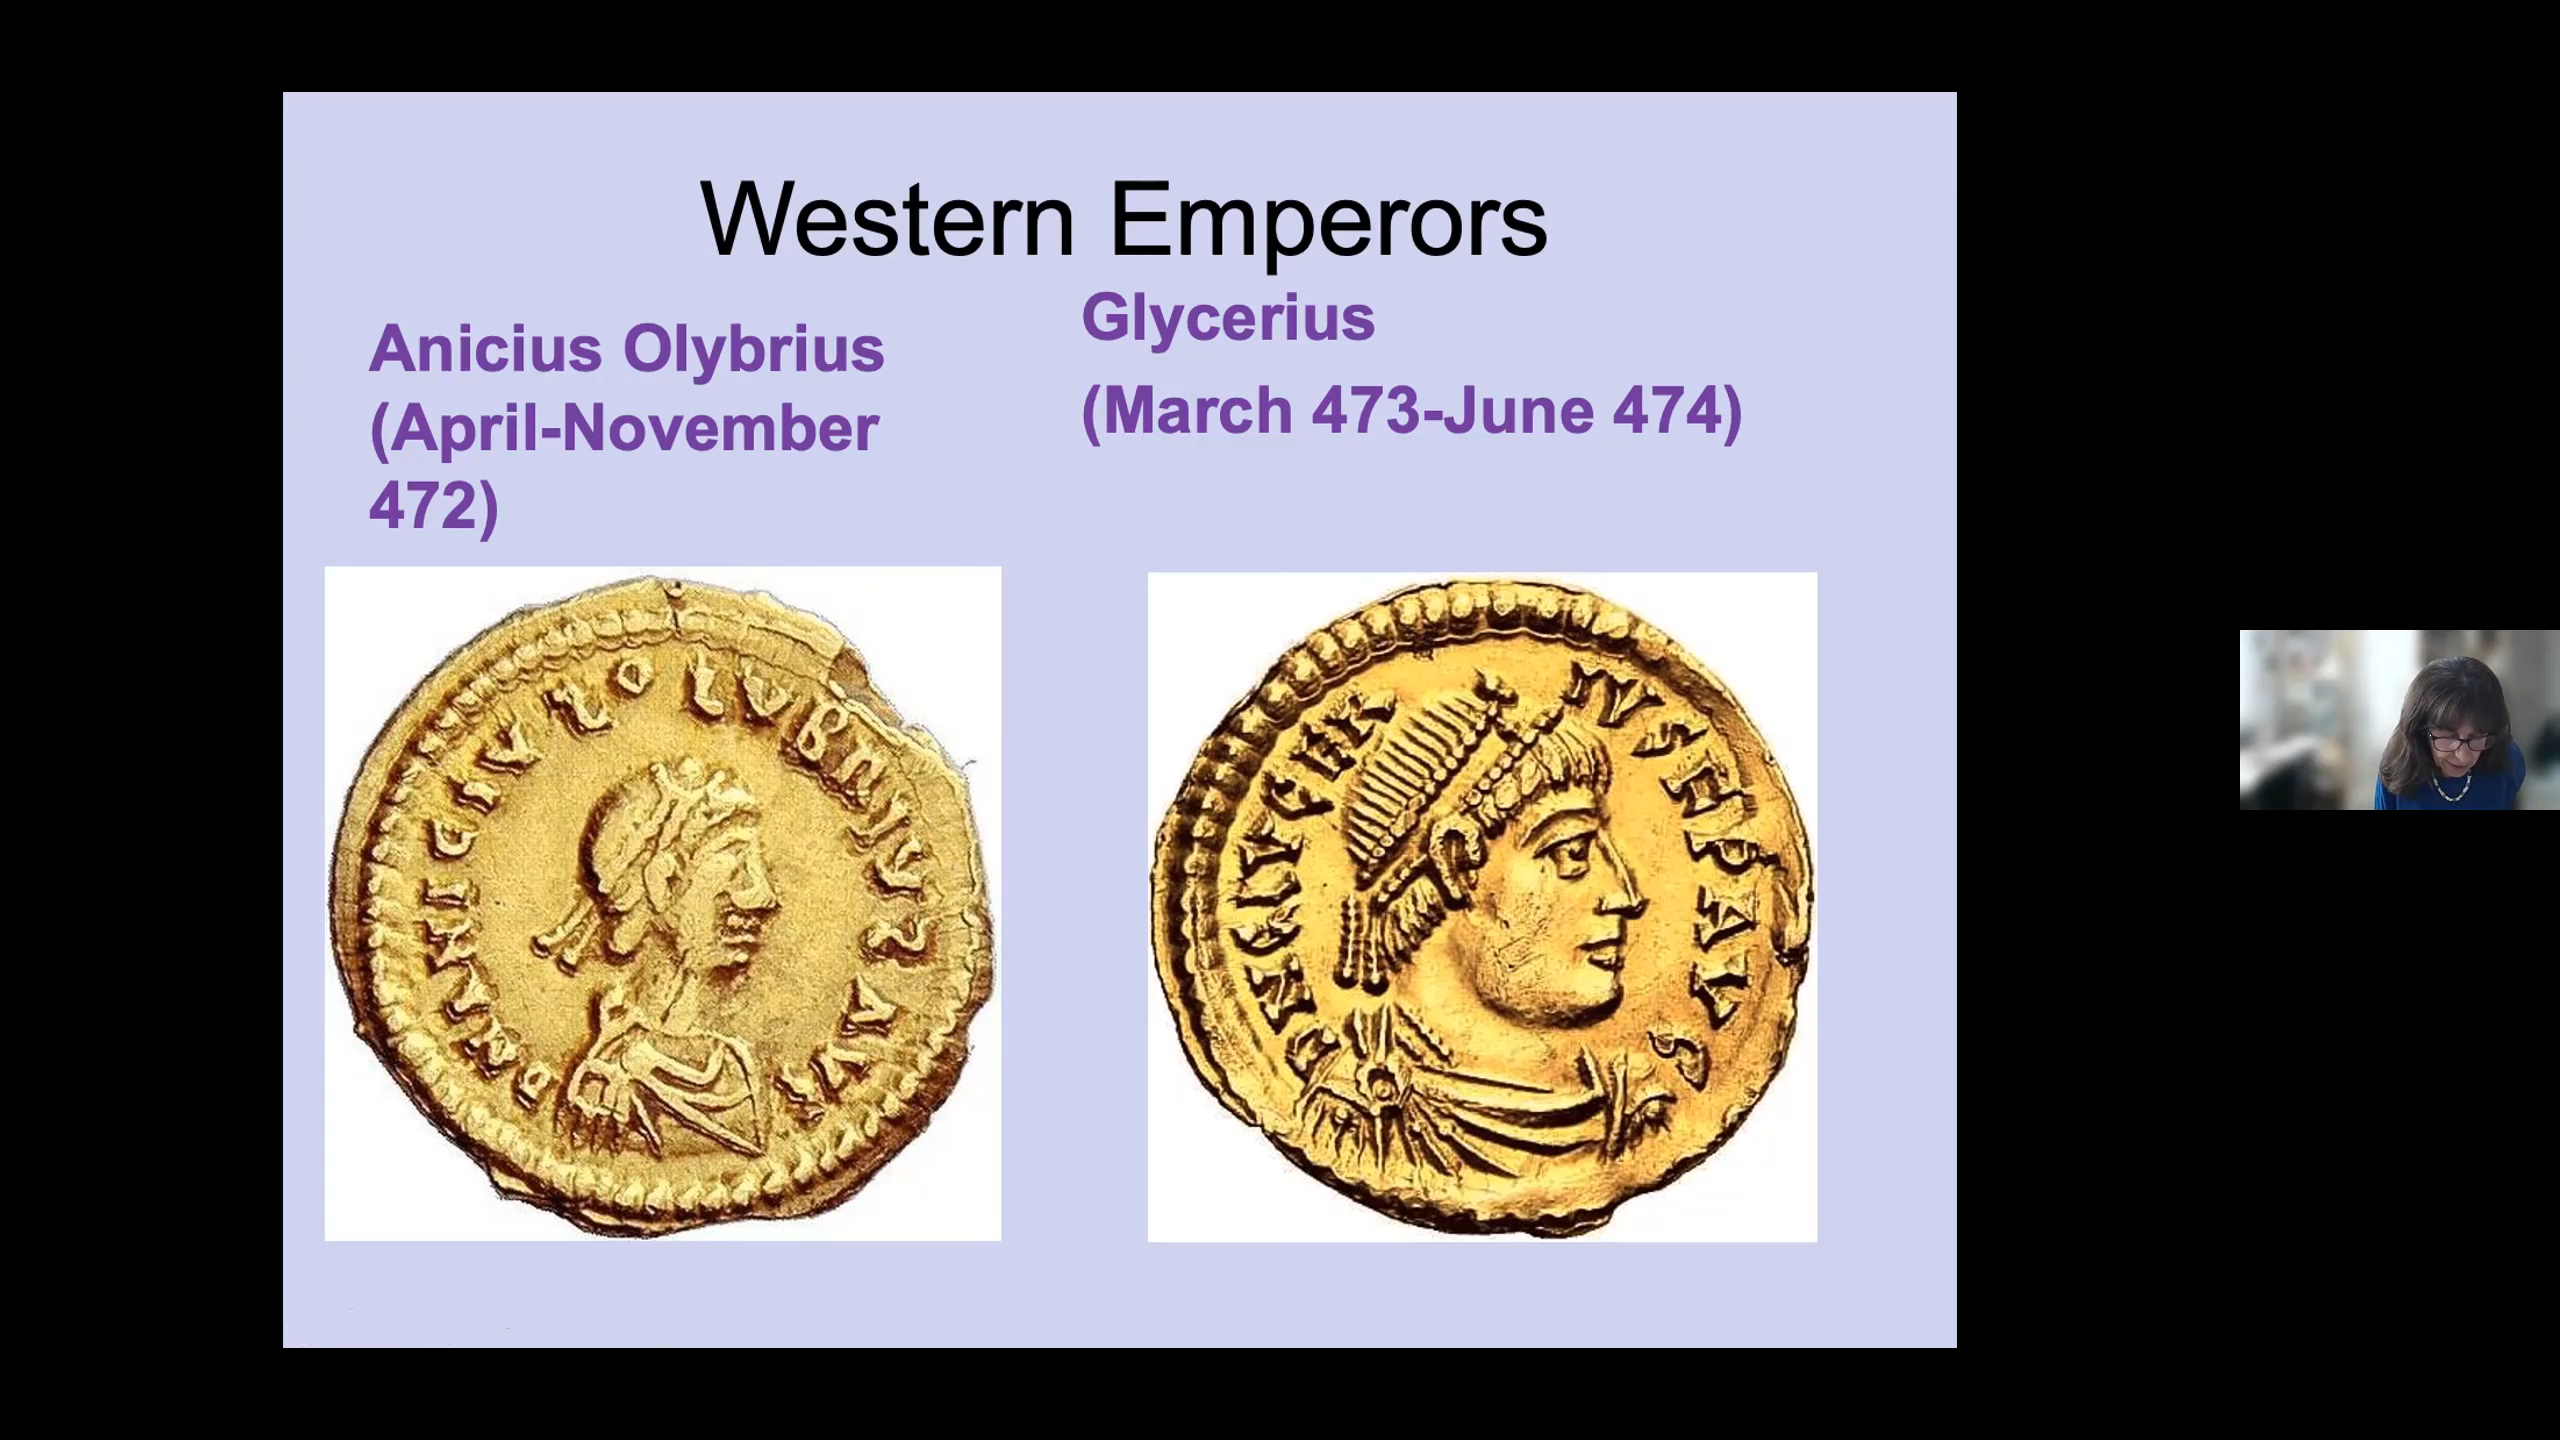 Western Emperors
Anicius Olybrius
(April-November
472)
Glycerius
(March 473-June 474)